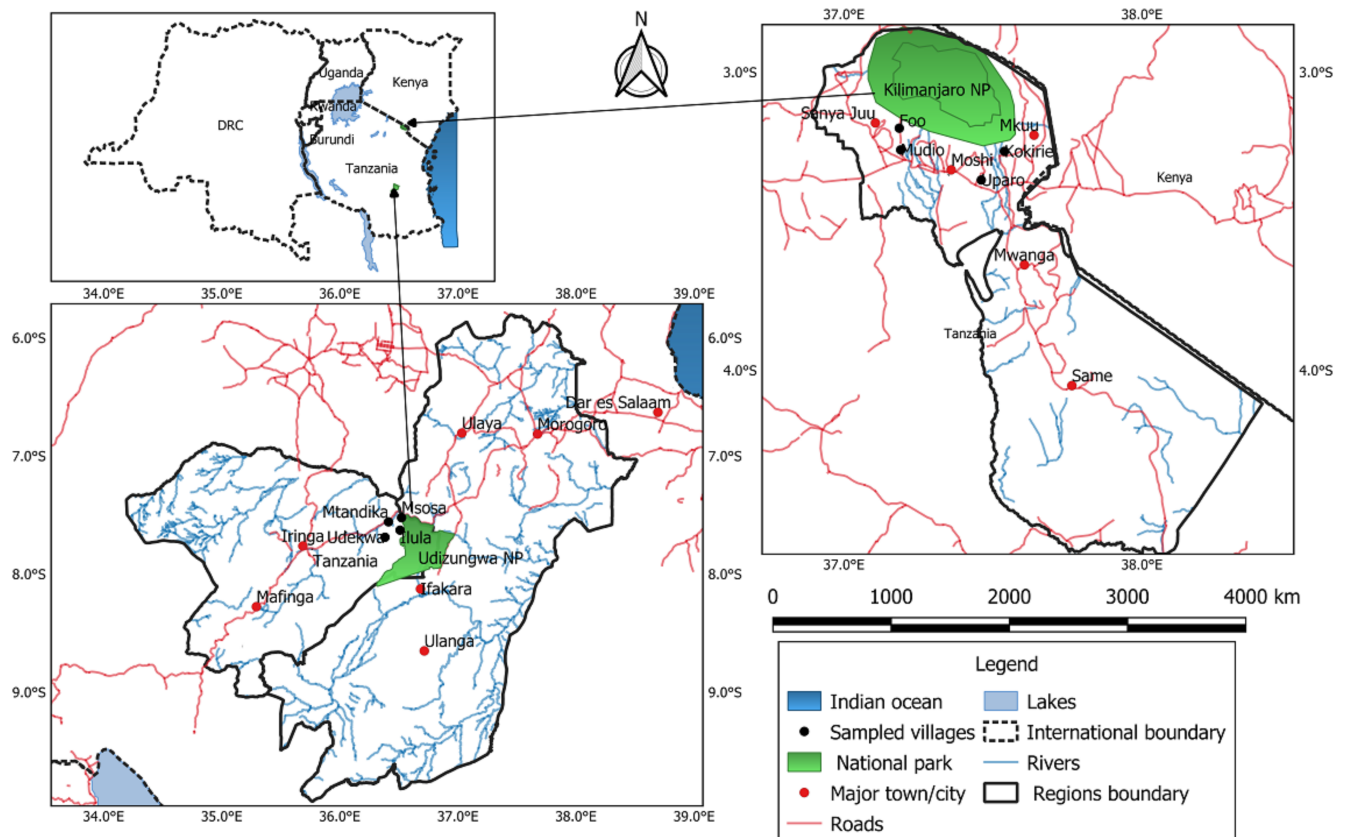 N
Uganda
Kenya
Rwanda
DRC
Burundi
Tanzania
37.0°E 38.0°E
3.0°S 3.0°S
Kilimanjaro NP
Sanya Juu
Foo
Mkuu
Mudio
Moshi
Kokirie
Uparo
Kenya
Mwanga
Tanzania
4.0°S 4.0°S
Same
37.0°E 38.0°E
34.0°E 35.0°E 36.0°E 37.0°E 38.0°E 39.0°E
6.0°S 6.0°S
Dar es Salaam
Ulaya
Morogoro
7.0°S 7.0°S
Mtandika
Msosa
Iringa
Udekwa
Ilula
Tanzania
Udizungwa NP
8.0°S 8.0°S
Mafinga
Ifakara
Ulanga
9.0°S 9.0°S
34.0°E 35.0°E 36.0°E 37.0°E 38.0°E 39.0°E
0 1000 2000 3000 4000 km
Legend
Indian ocean
Lakes
Sampled villages
International boundary
National park
Rivers
Major town/city
Regions boundary
Roads